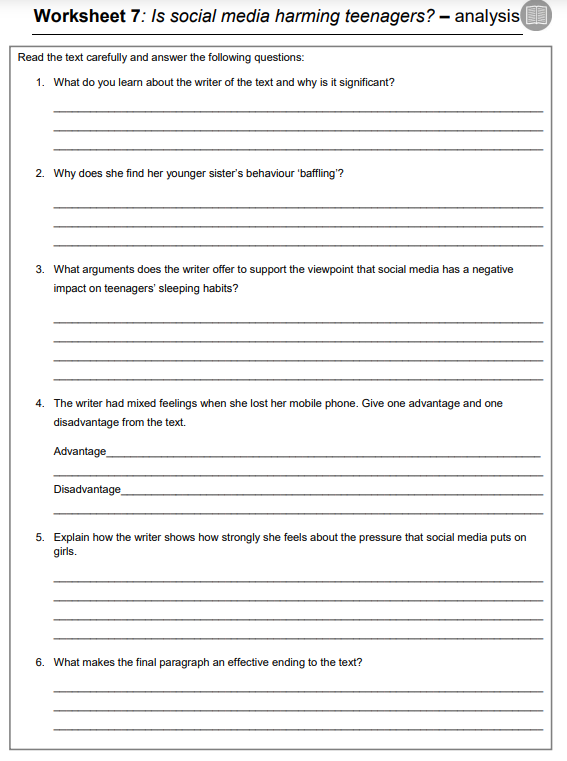 Worksheet 7: Is social media harming teenagers? – analysis
Read the text carefully and answer the following questions:
1. What do you learn about the writer of the text and why is it significant?
2. Why does she find her younger sister's behaviour 'baffling'?
3. What arguments does the writer offer to support the viewpoint that social media has a negative
impact on teenagers' sleeping habits?
4. The writer had mixed feelings when she lost her mobile phone. Give one advantage and one
disadvantage from the text.
Advantage
Disadvantage
5. Explain how the writer shows how strongly she feels about the pressure that social media puts on
girls.
6. What makes the final paragraph an effective ending to the text?